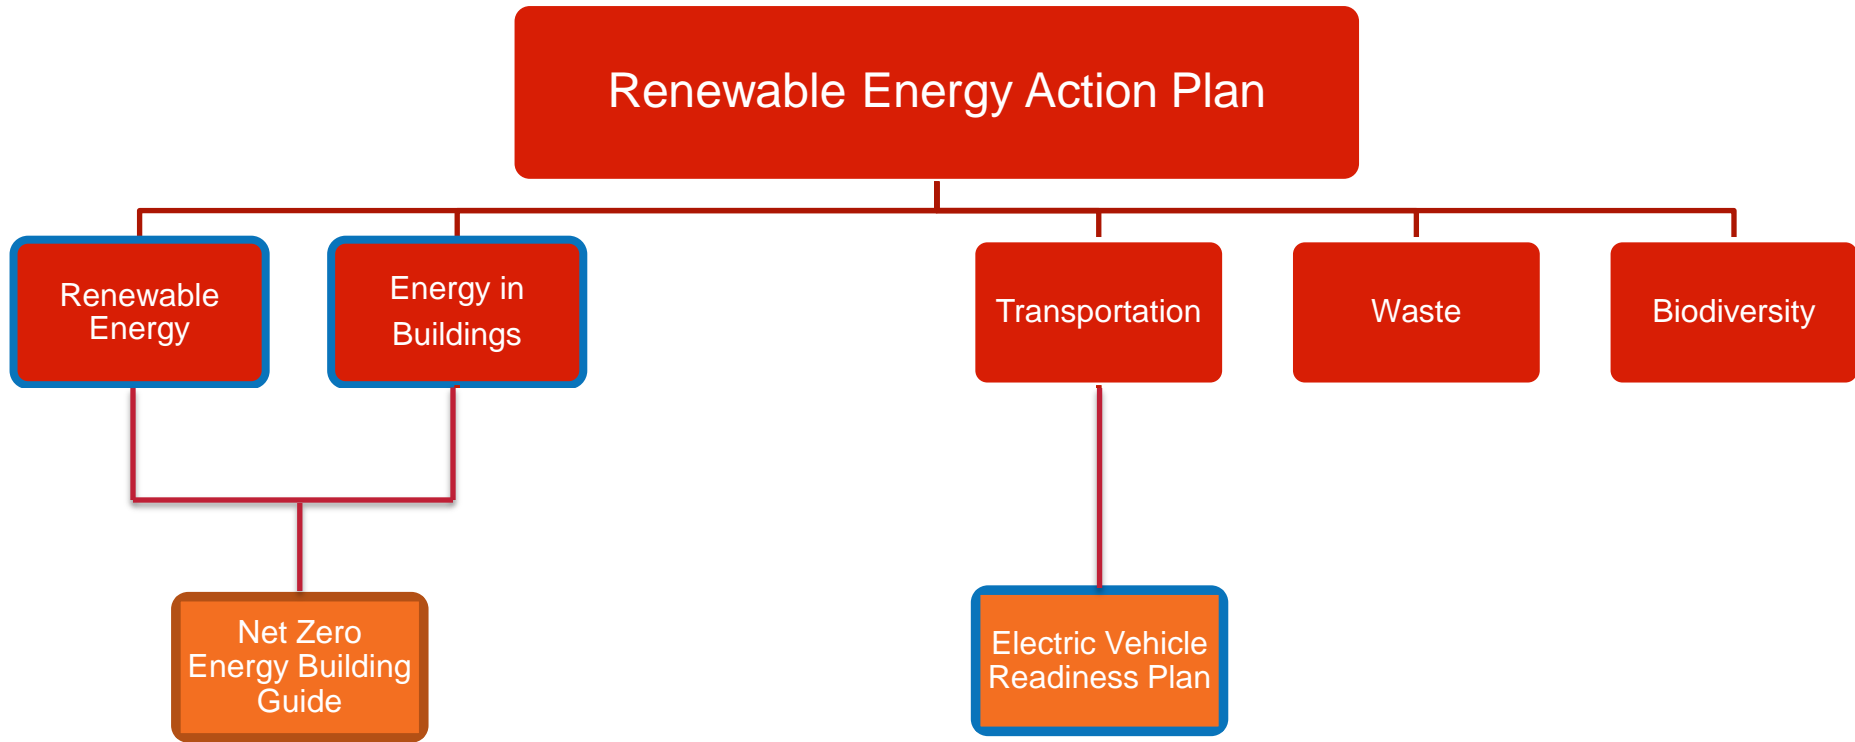 Renewable Energy Action Plan
Renewable
Energy
Energy in
Buildings
Transportation
Waste
Biodiversity
Net Zero
Energy Building
Guide
Electric Vehicle
Readiness Plan